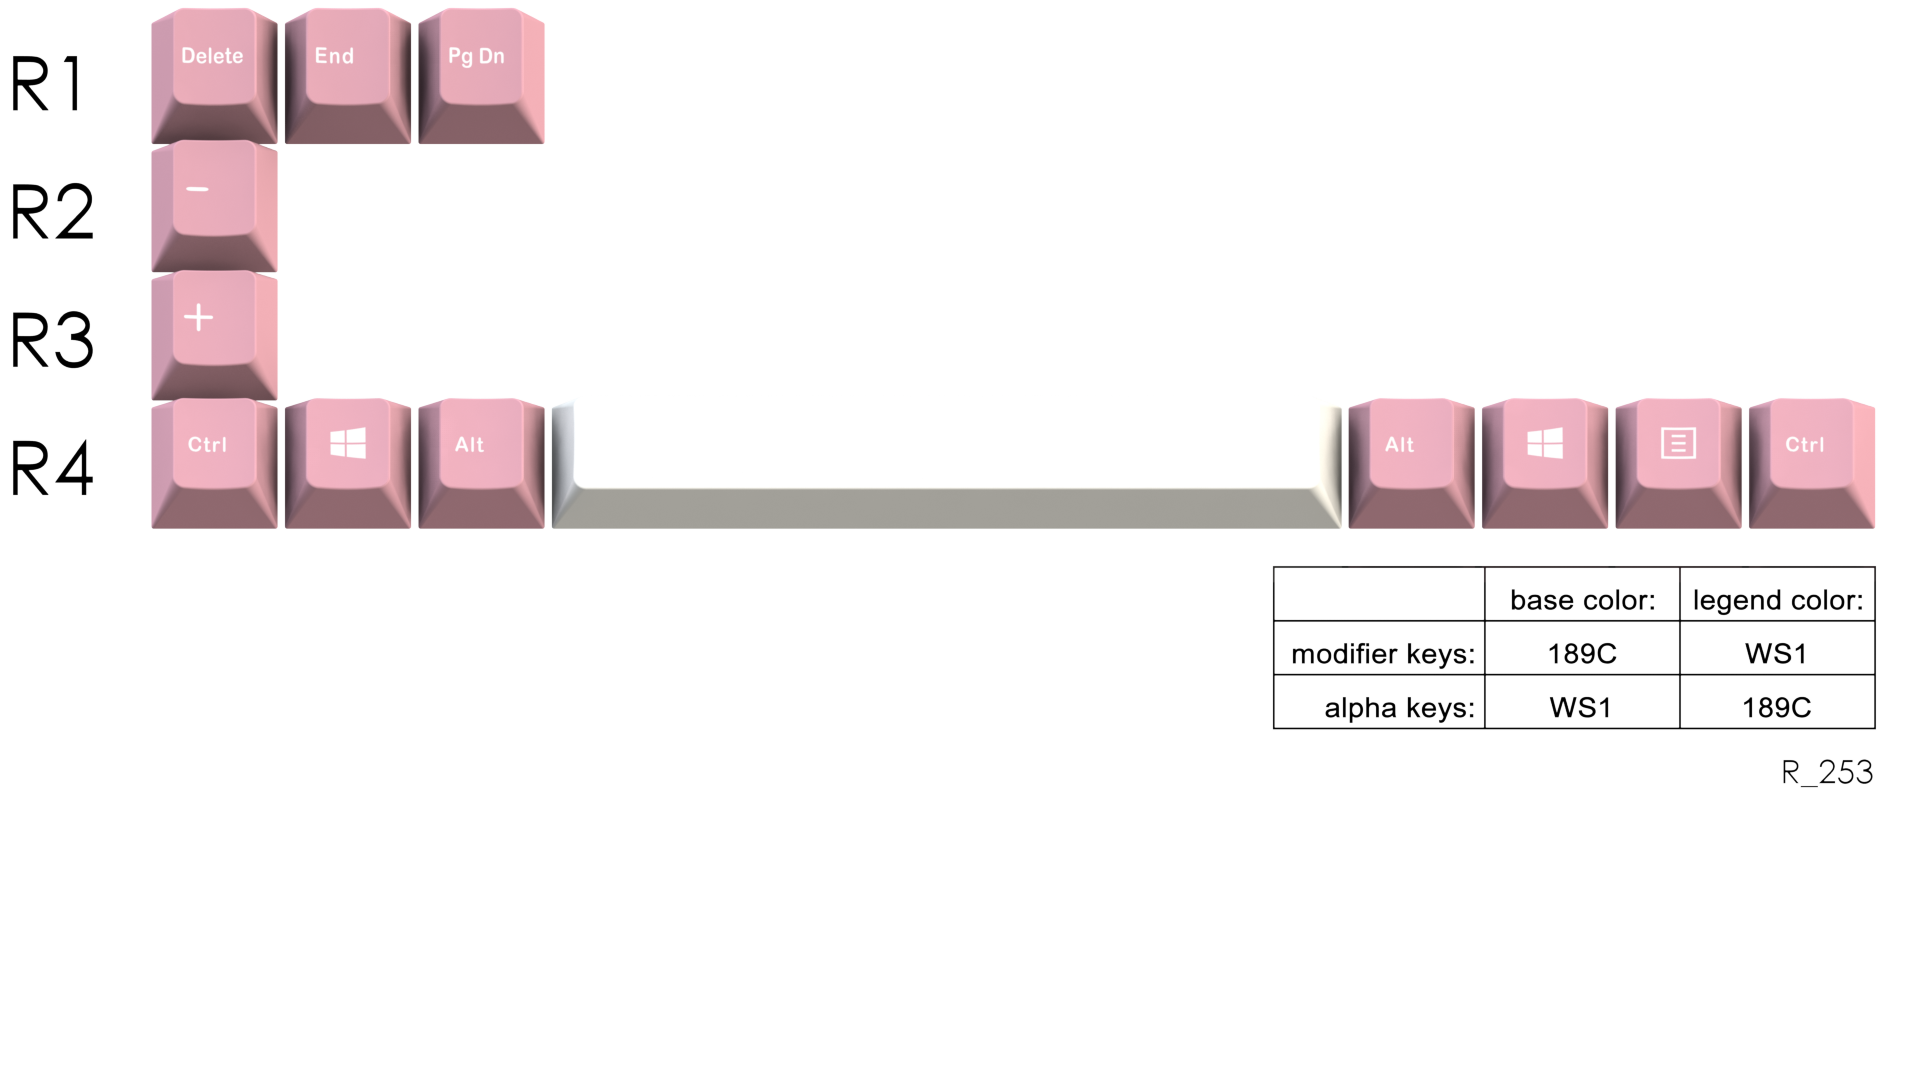 R1 Delete End Pg Dn
R2 −
R3 +
R4 Ctrl Alt Alt Ctrl
base color: legend color:
modifier keys: 189C WS1
alpha keys: WS1 189C
R_253